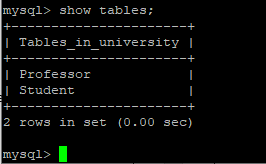 mysql> show tables;
+----------------------+
| Tables_in_university |
+----------------------+
| Professor            |
| Student              |
+----------------------+
2 rows in set (0.00 sec)
mysql>